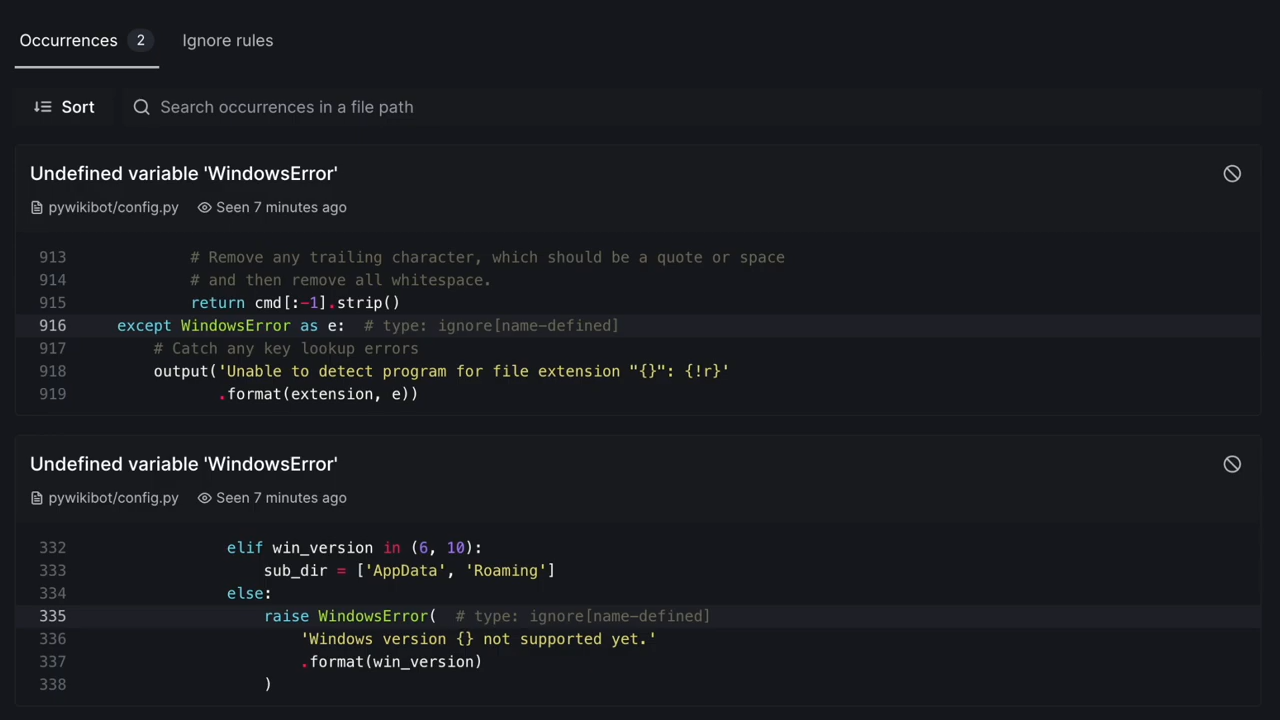 Occurrences 2 Ignore rules
Sort Search occurrences in a file path
Undefined variable 'WindowsError'
pywikibot/config.py Seen 7 minutes ago
913 # Remove any trailing character, which should be a quote or space
914 # and then remove all whitespace.
915 return cmd[:-1].strip()
916 except WindowsError as e:  # type: ignore[name-defined]
917 # Catch any key lookup errors
918 output('Unable to detect program for file extension "{}": {!r}'
919 .format(extension, e))
Undefined variable 'WindowsError'
pywikibot/config.py Seen 7 minutes ago
332 elif win_version in (6, 10):
333 sub_dir = ['AppData', 'Roaming']
334 else:
335 raise WindowsError(  # type: ignore[name-defined]
336 'Windows version {} not supported yet.'
337 .format(win_version)
338 )